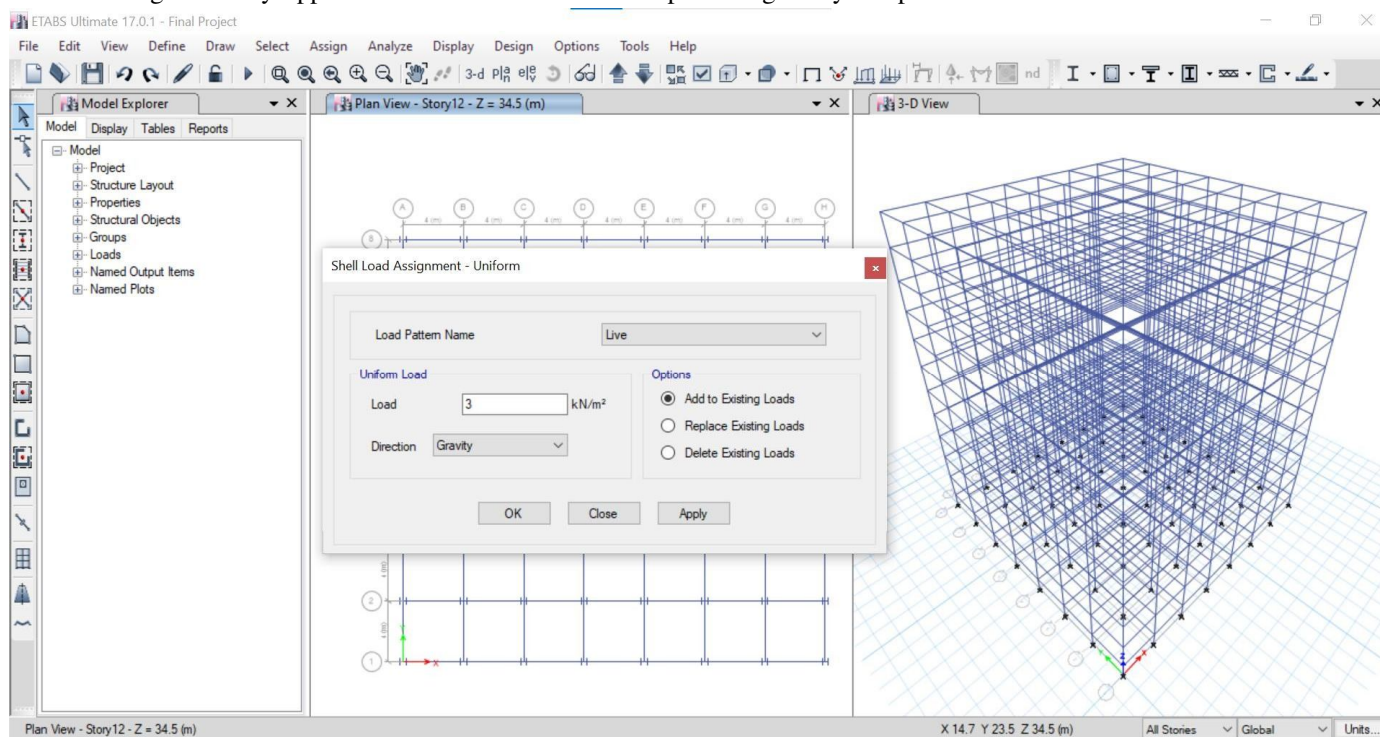 ETABS Ultimate 17.0.1 - Final Project
File Edit View Define Draw Select Assign Analyze Display Design Options Tools Help
3-d nd
Model Explorer
Plan View - Story12 - Z = 34.5 (m)
3-D View
Model Display Tables Reports
Model
Project
Structure Layout
Properties
Structural Objects
Groups
Loads
Named Output Items
Named Plots
A B C D E F G H
4 (m) 4 (m) 4 (m) 4 (m) 4 (m) 4 (m) 4 (m)
Shell Load Assignment - Uniform
Load Pattern Name Live
Uniform Load
Load 3 kN/m²
Direction Gravity
Options
Add to Existing Loads
Replace Existing Loads
Delete Existing Loads
OK Close Apply
4 (m)
2
4 (m)
1
X
Plan View - Story12 - Z = 34.5 (m)
X 14.7 Y 23.5 Z 34.5 (m)
All Stories
Global
Units...